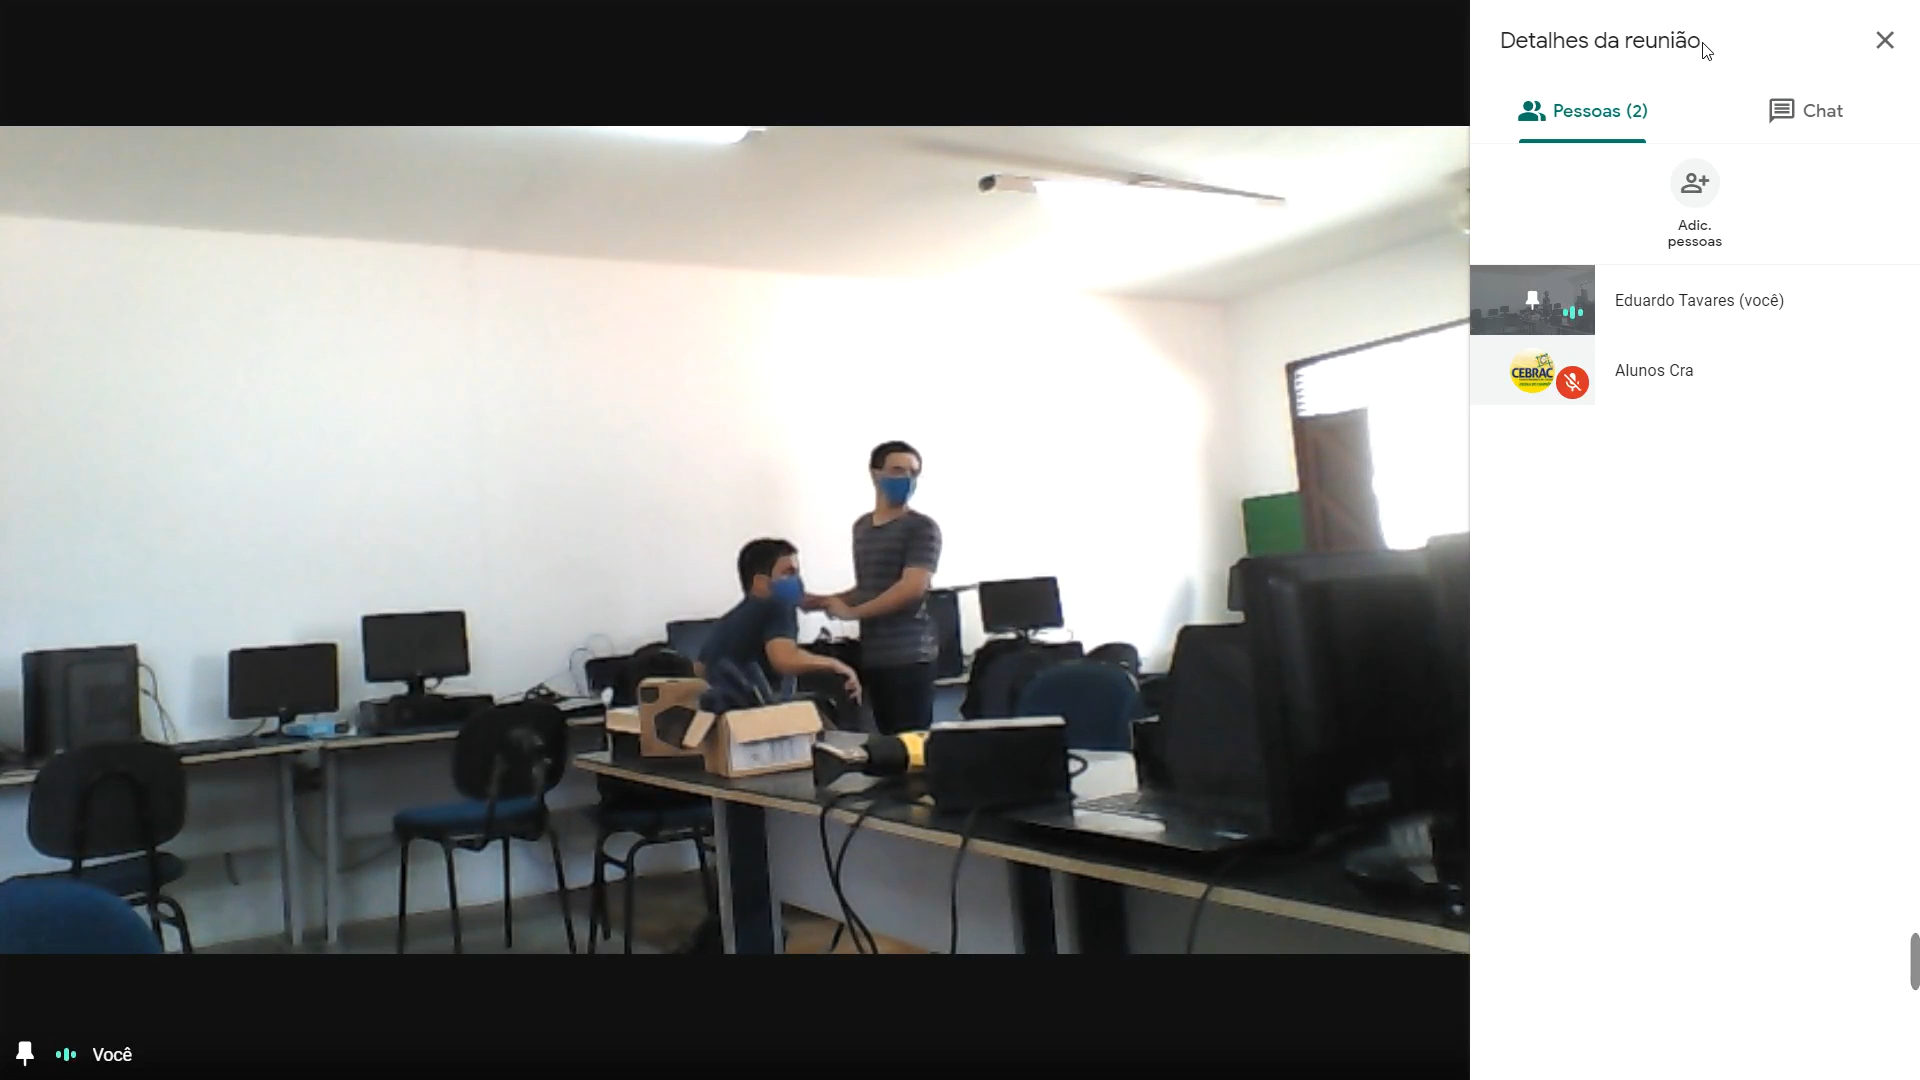 Detalhes da reunião
Pessoas (2)
Chat
Adic.
pessoas
Eduardo Tavares (você)
CEBRAC
Alunos Cra
Você